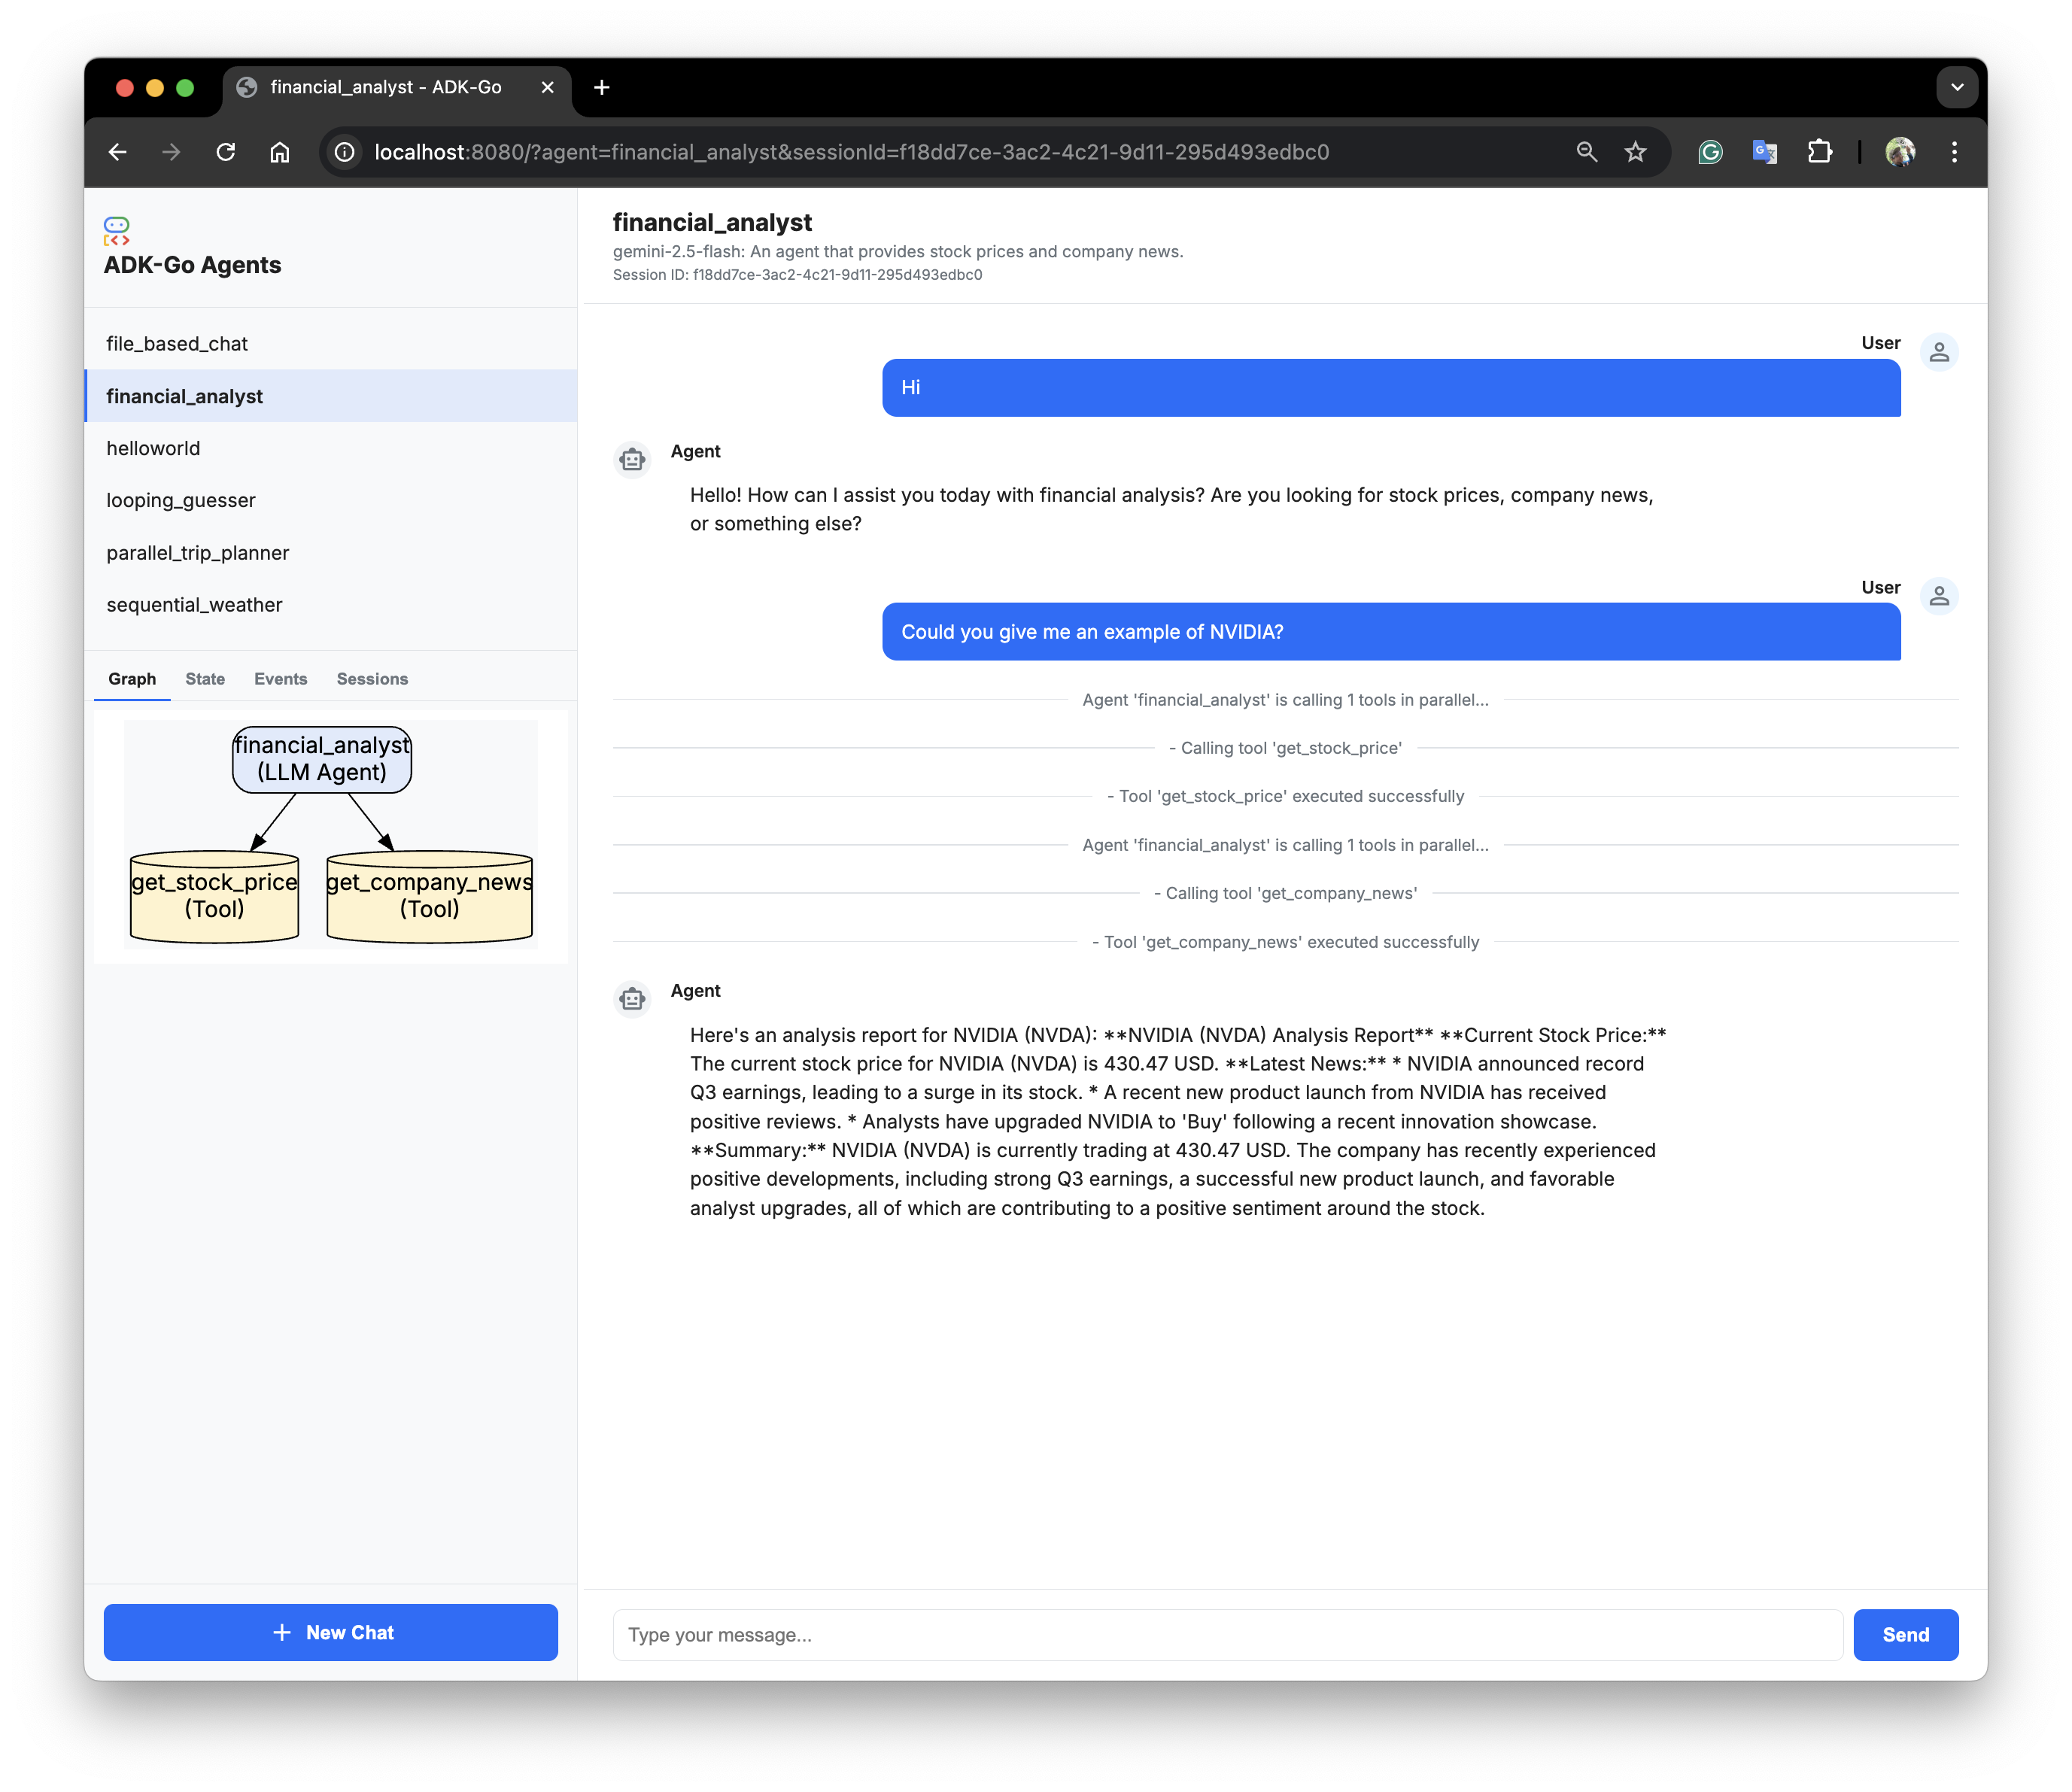 financial_analyst - ADK-Go
localhost:8080/?agent=financial_analyst&sessionId=f18dd7ce-3ac2-4c21-9d11-295d493edbc0
ADK-Go Agents
file_based_chat
financial_analyst
helloworld
looping_guesser
parallel_trip_planner
sequential_weather
Graph State Events Sessions
financial_analyst
(LLM Agent)
get_stock_price
(Tool)
get_company_news
(Tool)
+ New Chat
financial_analyst
gemini-2.5-flash: An agent that provides stock prices and company news.
Session ID: f18dd7ce-3ac2-4c21-9d11-295d493edbc0
User
Hi
Agent
Hello! How can I assist you today with financial analysis? Are you looking for stock prices, company news,
or something else?
User
Could you give me an example of NVIDIA?
Agent 'financial_analyst' is calling 1 tools in parallel...
- Calling tool 'get_stock_price'
- Tool 'get_stock_price' executed successfully
Agent 'financial_analyst' is calling 1 tools in parallel...
- Calling tool 'get_company_news'
- Tool 'get_company_news' executed successfully
Agent
Here's an analysis report for NVIDIA (NVDA): **NVIDIA (NVDA) Analysis Report** **Current Stock Price:**
The current stock price for NVIDIA (NVDA) is 430.47 USD. **Latest News:** * NVIDIA announced record
Q3 earnings, leading to a surge in its stock. * A recent new product launch from NVIDIA has received
positive reviews. * Analysts have upgraded NVIDIA to 'Buy' following a recent innovation showcase.
**Summary:** NVIDIA (NVDA) is currently trading at 430.47 USD. The company has recently experienced
positive developments, including strong Q3 earnings, a successful new product launch, and favorable
analyst upgrades, all of which are contributing to a positive sentiment around the stock.
Type your message...
Send